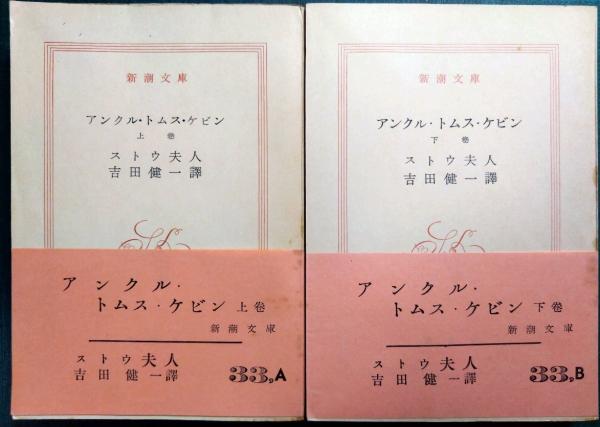 新潮文庫
アンクル・トムス・ケビン
上巻
ストウ夫人
吉田健一譯
アンクル・
トムス・ケビン 上巻
新潮文庫
ストウ夫人
吉田健一譯
33,A
新潮文庫
アンクル・トムス・ケビン
下巻
ストウ夫人
吉田健一譯
アンクル・
トムス・ケビン 下巻
新潮文庫
ストウ夫人
吉田健一譯
33,B